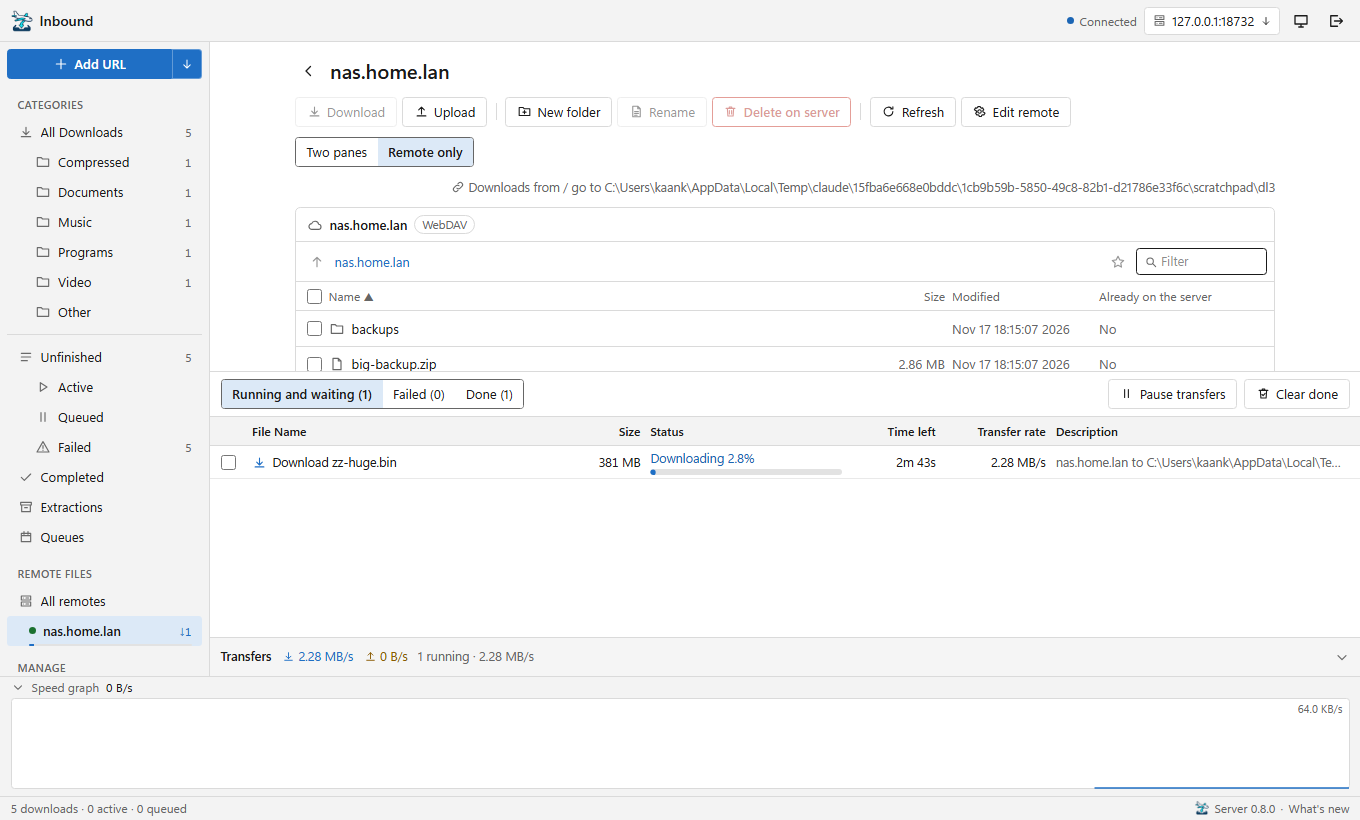 Inbound
Connected
127.0.0.1:18732
Add URL
CATEGORIES
All Downloads 5
Compressed 1
Documents 1
Music 1
Programs 1
Video 1
Other
Unfinished 5
Active
Queued
Failed 5
Completed
Extractions
Queues
REMOTE FILES
All remotes
nas.home.lan ↓1
MANAGE
nas.home.lan
Download Upload New folder Rename Delete on server Refresh Edit remote
Two panes Remote only
Downloads from / go to C:\Users\kaank\AppData\Local\Temp\claude\15fba6e668e0bddc\1cb9b59b-5850-49c8-82b1-d21786e33f6c\scratchpad\dl3
nas.home.lan WebDAV
nas.home.lan Filter
Name ▲ Size Modified Already on the server
backups Nov 17 18:15:07 2026 No
big-backup.zip 2.86 MB Nov 17 18:15:07 2026 No
Running and waiting (1) Failed (0) Done (1) Pause transfers Clear done
File Name Size Status Time left Transfer rate Description
Download zz-huge.bin 381 MB Downloading 2.8% 2m 43s 2.28 MB/s nas.home.lan to C:\Users\kaank\AppData\Local\Te...
Transfers 2.28 MB/s 0 B/s 1 running · 2.28 MB/s
Speed graph 0 B/s
64.0 KB/s
5 downloads · 0 active · 0 queued
Server 0.8.0 · What's new